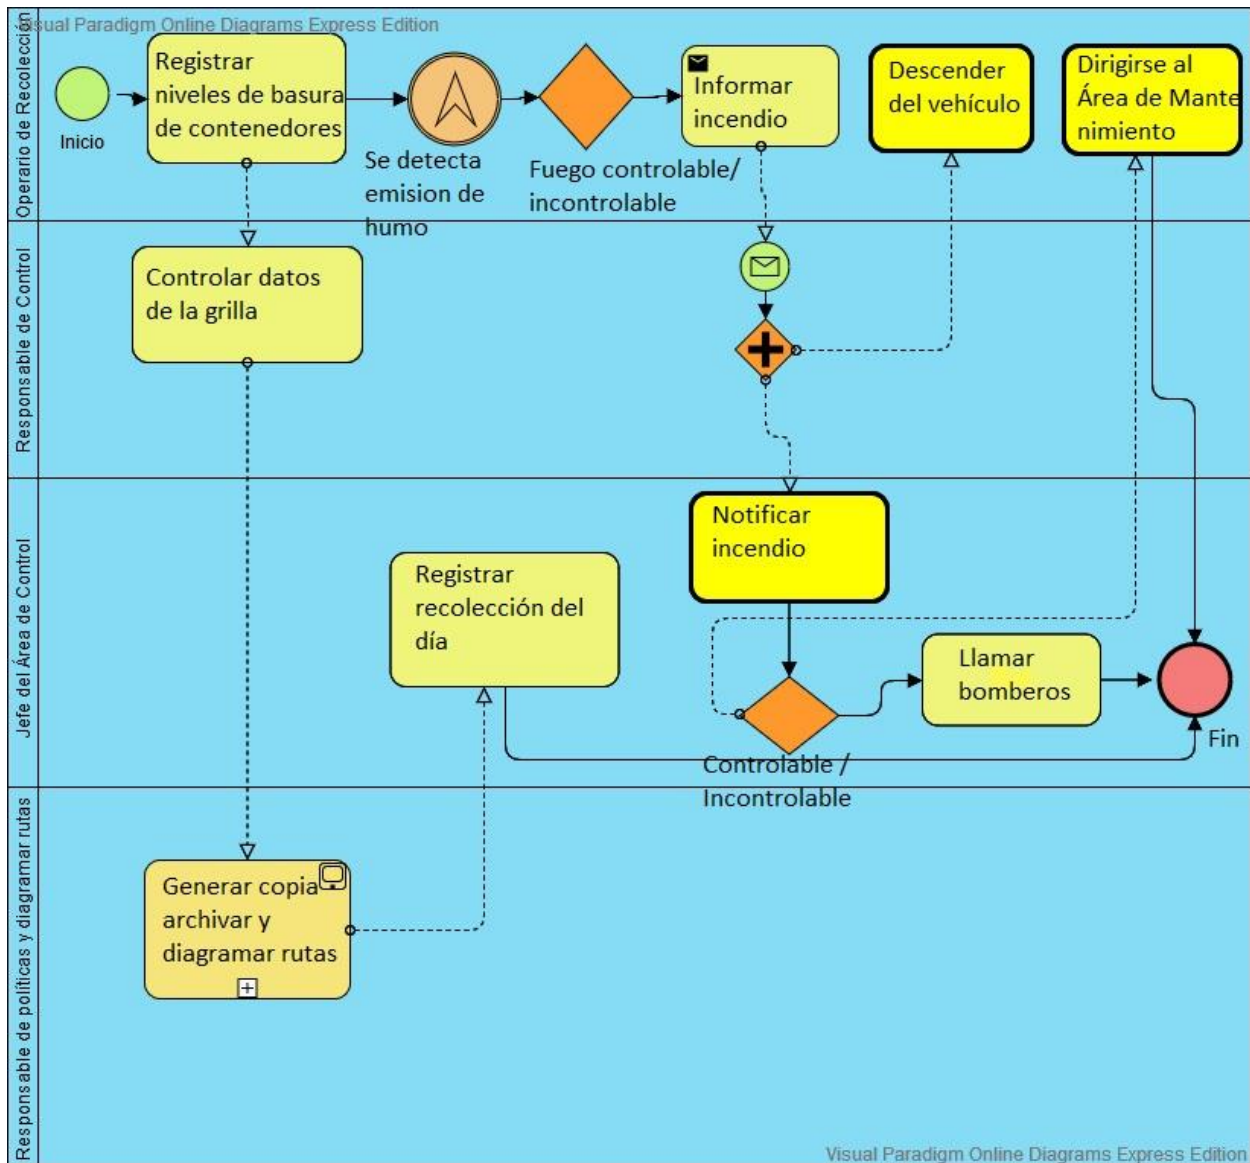 Visual Paradigm Online Diagrams Express Edition
Operario de Recolección
Inicio
Registrar
niveles de basura
de contenedores
Se detecta
emision de
humo
Fuego controlable/
incontrolable
Informar
incendio
Descender
del vehículo
Dirigirse al
Área de Mante
nimiento
Responsable de Control
Controlar datos
de la grilla
Jefe del Área de Control
Registrar
recolección del
día
Notificar
incendio
Controlable /
Incontrolable
Llamar
bomberos
Fin
Responsable de políticas y diagramar rutas
Generar copia
archivar y
diagramar rutas
Visual Paradigm Online Diagrams Express Edition